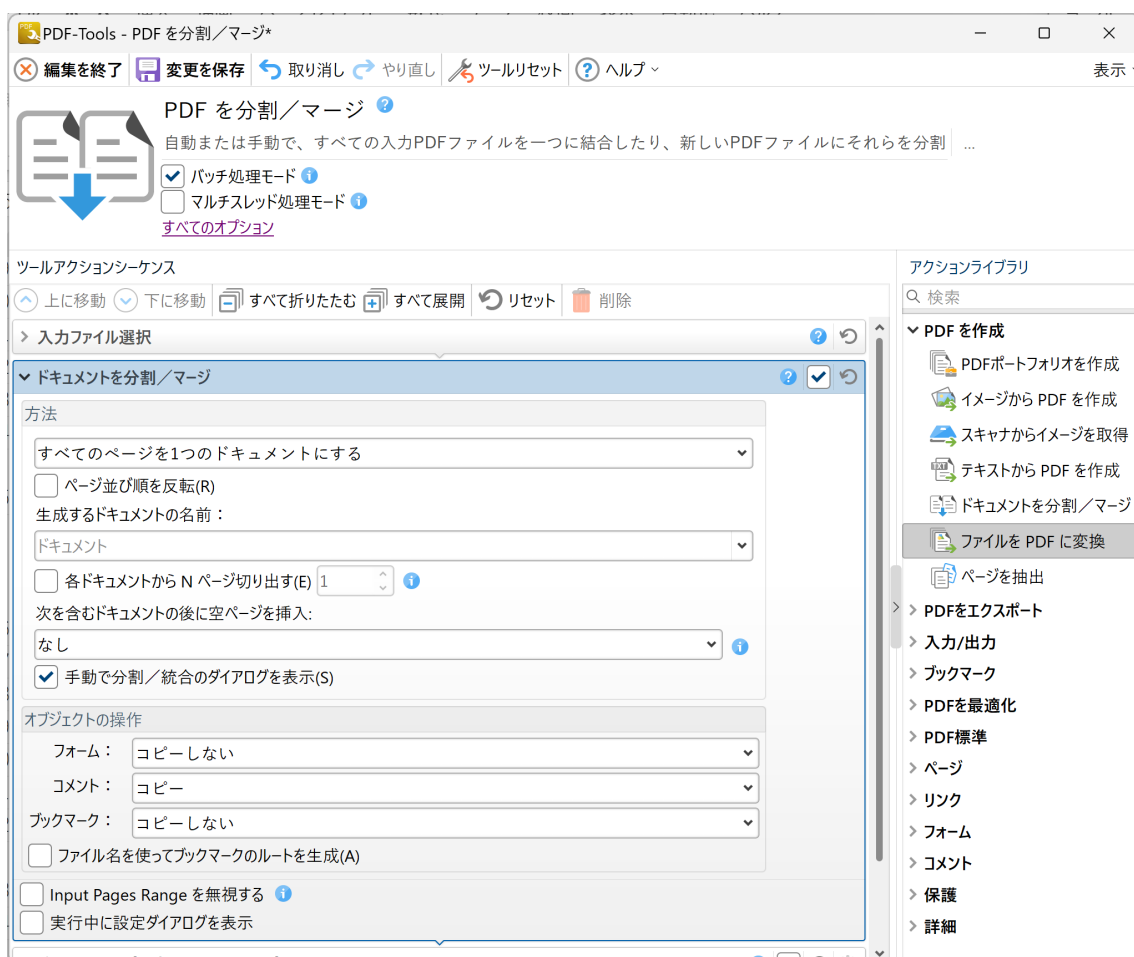 PDF-Tools - PDF を分割／マージ*
編集を終了 変更を保存 取り消し やり直し ツールリセット ヘルプ 表示
PDF を分割／マージ
自動または手動で、すべての入力PDFファイルを一つに結合したり、新しいPDFファイルにそれらを分割 ...
バッチ処理モード
マルチスレッド処理モード
すべてのオプション
ツールアクションシーケンス
上に移動 下に移動 すべて折りたたむ すべて展開 リセット 削除
入力ファイル選択
ドキュメントを分割／マージ
方法
すべてのページを1つのドキュメントにする
ページ並び順を反転(R)
生成するドキュメントの名前：
ドキュメント
各ドキュメントから N ページ切り出す(E) 1
次を含むドキュメントの後に空ページを挿入:
なし
手動で分割／統合のダイアログを表示(S)
オブジェクトの操作
フォーム： コピーしない
コメント： コピー
ブックマーク： コピーしない
ファイル名を使ってブックマークのルートを生成(A)
Input Pages Range を無視する
実行中に設定ダイアログを表示
アクションライブラリ
検索
PDF を作成
PDFポートフォリオを作成
イメージから PDF を作成
スキャナからイメージを取得
テキストから PDF を作成
ドキュメントを分割／マージ
ファイルを PDF に変換
ページを抽出
PDFをエクスポート
入力/出力
ブックマーク
PDFを最適化
PDF標準
ページ
リンク
フォーム
コメント
保護
詳細